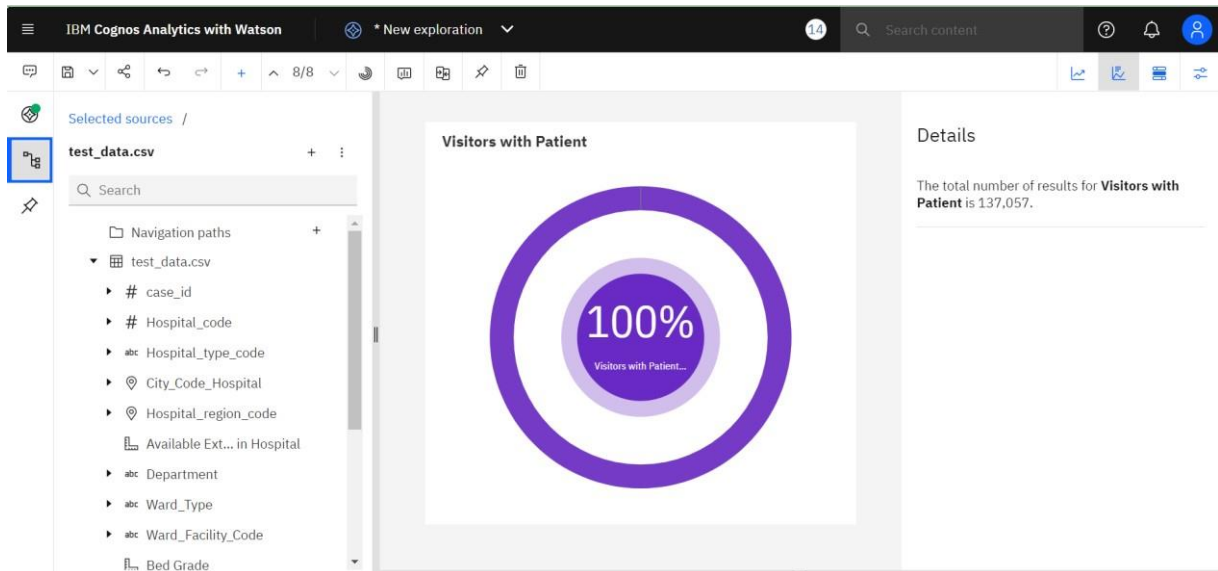 IBM Cognos Analytics with Watson
* New exploration
14
Search content
8/8
Selected sources /
test_data.csv
Search
Navigation paths
test_data.csv
# case_id
# Hospital_code
abc Hospital_type_code
City_Code_Hospital
Hospital_region_code
Available Ext... in Hospital
abc Department
abc Ward_Type
abc Ward_Facility_Code
Bed Grade
Visitors with Patient
100%
Visitors with Patient...
Details
The total number of results for Visitors with
Patient is 137,057.